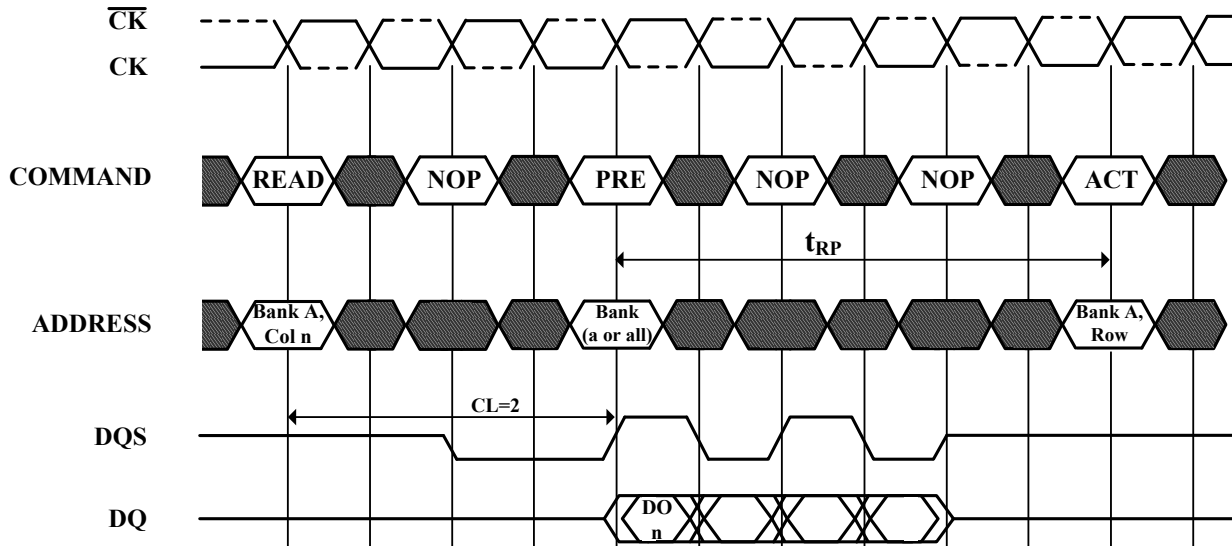 CK
CK
COMMAND READ NOP PRE NOP NOP ACT
tRP
ADDRESS Bank A, Col n Bank (a or all) Bank A, Row
CL=2
DQS
DQ DO n